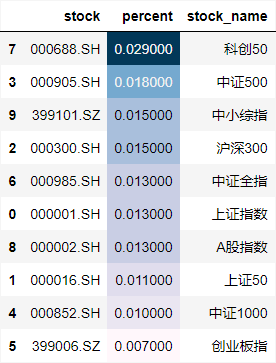 stock percent stock_name
7 000688.SH 0.029000 科创50
3 000905.SH 0.018000 中证500
9 399101.SZ 0.015000 中小综指
2 000300.SH 0.015000 沪深300
6 000985.SH 0.013000 中证全指
0 000001.SH 0.013000 上证指数
8 000002.SH 0.013000 A股指数
1 000016.SH 0.011000 上证50
4 000852.SH 0.010000 中证1000
5 399006.SZ 0.007000 创业板指